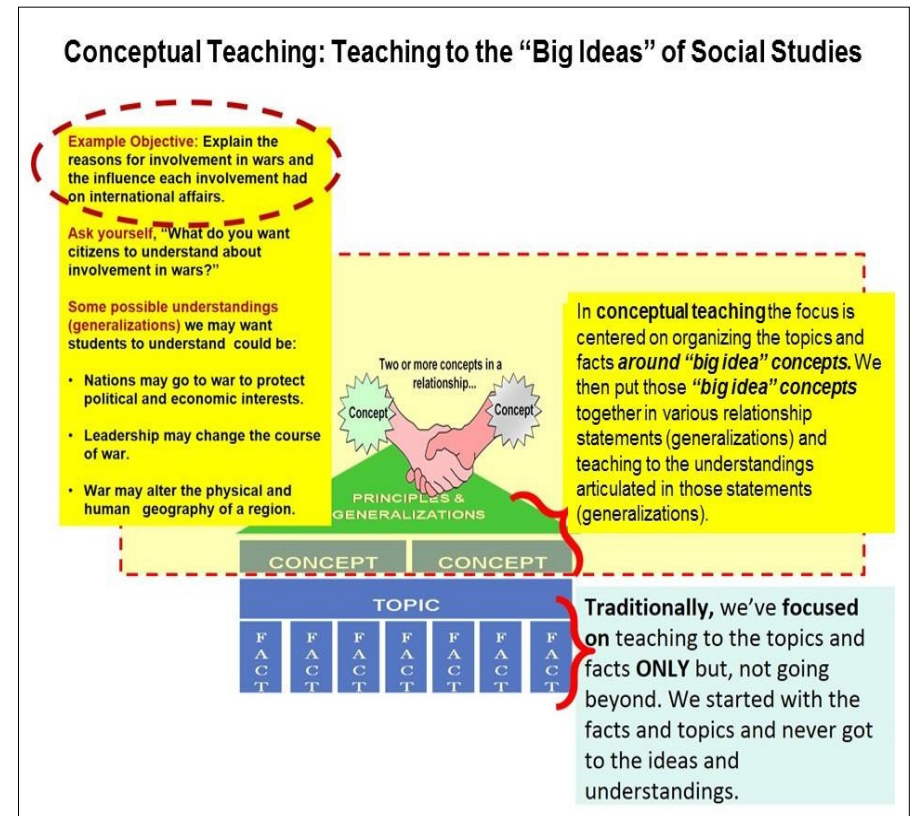 Conceptual Teaching: Teaching to the “Big Ideas” of Social Studies
Example Objective: Explain the
reasons for involvement in wars and
the influence each involvement had
on international affairs.
Ask yourself, “What do you want
citizens to understand about
involvement in wars?”
Some possible understandings
(generalizations) we may want
students to understand could be:
• Nations may go to war to protect
political and economic interests.
• Leadership may change the course
of war.
• War may alter the physical and
human geography of a region.
Two or more concepts in a
relationship...
Concept
Concept
PRINCIPLES &
GENERALIZATIONS
CONCEPT
CONCEPT
TOPIC
FACT
FACT
FACT
FACT
FACT
FACT
FACT
In conceptual teaching the focus is
centered on organizing the topics and
facts around “big idea” concepts. We
then put those “big idea” concepts
together in various relationship
statements (generalizations) and
teaching to the understandings
articulated in those statements
(generalizations).
Traditionally, we’ve focused
on teaching to the topics and
facts ONLY but, not going
beyond. We started with the
facts and topics and never got
to the ideas and
understandings.